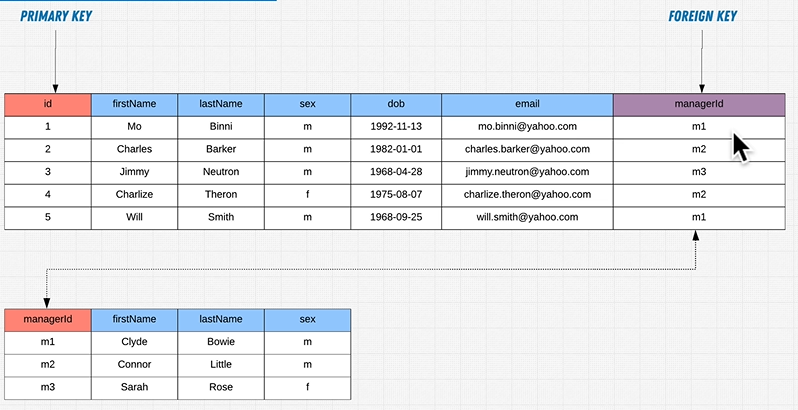 PRIMARY KEY FOREIGN KEY
id firstName lastName sex dob email managerId
1 Mo Binni m 1992-11-13 mo.binni@yahoo.com m1
2 Charles Barker m 1982-01-01 charles.barker@yahoo.com m2
3 Jimmy Neutron m 1968-04-28 jimmy.neutron@yahoo.com m3
4 Charlize Theron f 1975-08-07 charlize.theron@yahoo.com m2
5 Will Smith m 1968-09-25 will.smith@yahoo.com m1
managerId firstName lastName sex
m1 Clyde Bowie m
m2 Connor Little m
m3 Sarah Rose f